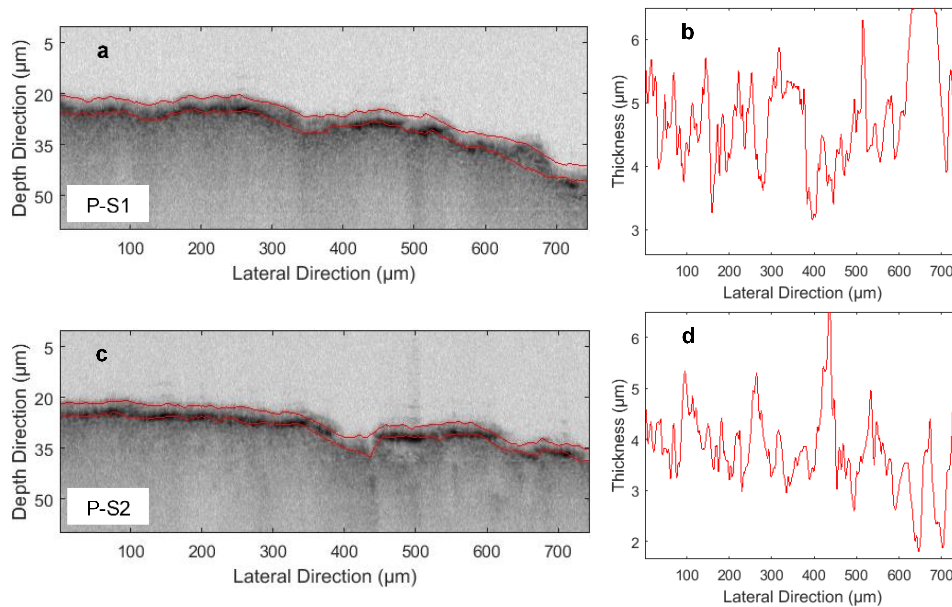 a
Depth Direction (µm)
5
20
35
50
P-S1
100 200 300 400 500 600 700
Lateral Direction (µm)
b
Thickness (µm)
6
5
4
3
100 200 300 400 500 600 700
Lateral Direction (µm)
c
Depth Direction (µm)
5
20
35
50
P-S2
100 200 300 400 500 600 700
Lateral Direction (µm)
d
Thickness (µm)
6
5
4
3
2
100 200 300 400 500 600 700
Lateral Direction (µm)